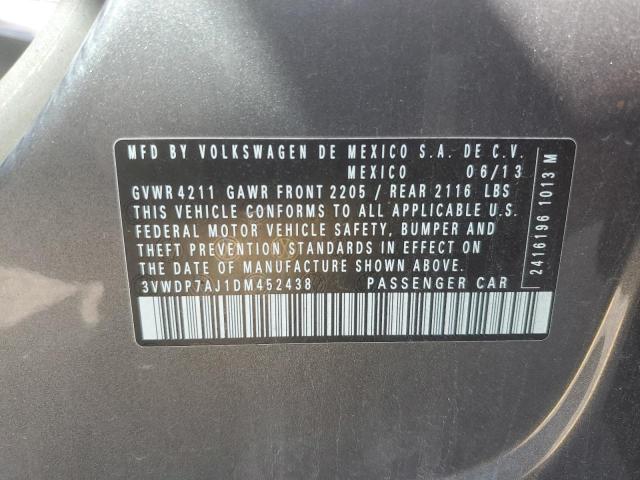 MFD BY VOLKSWAGEN DE MEXICO S.A. DE C.V.
MEXICO 06/13
GVWR 4211 GAWR FRONT 2205 / REAR 2116 LBS
THIS VEHICLE CONFORMS TO ALL APPLICABLE U.S.
FEDERAL MOTOR VEHICLE SAFETY, BUMPER AND
THEFT PREVENTION STANDARDS IN EFFECT ON
THE DATE OF MANUFACTURE SHOWN ABOVE.
3VWDP7AJ1DM452438 PASSENGER CAR
2416196 1013 M